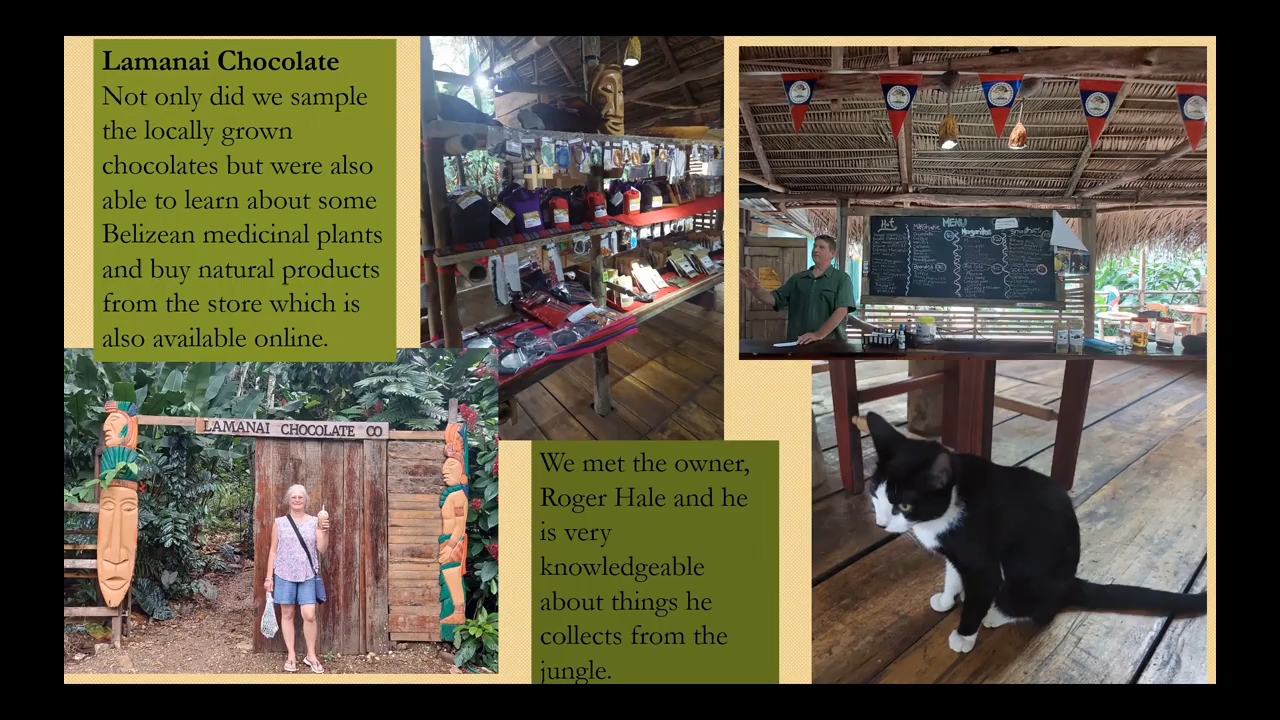 Lamanai Chocolate
Not only did we sample
the locally grown
chocolates but were also
able to learn about some
Belizean medicinal plants
and buy natural products
from the store which is
also available online.
MENU
Hot
Margaritas
LAMANAI CHOCOLATE CO
We met the owner,
Roger Hale and he
is very
knowledgeable
about things he
collects from the
jungle.